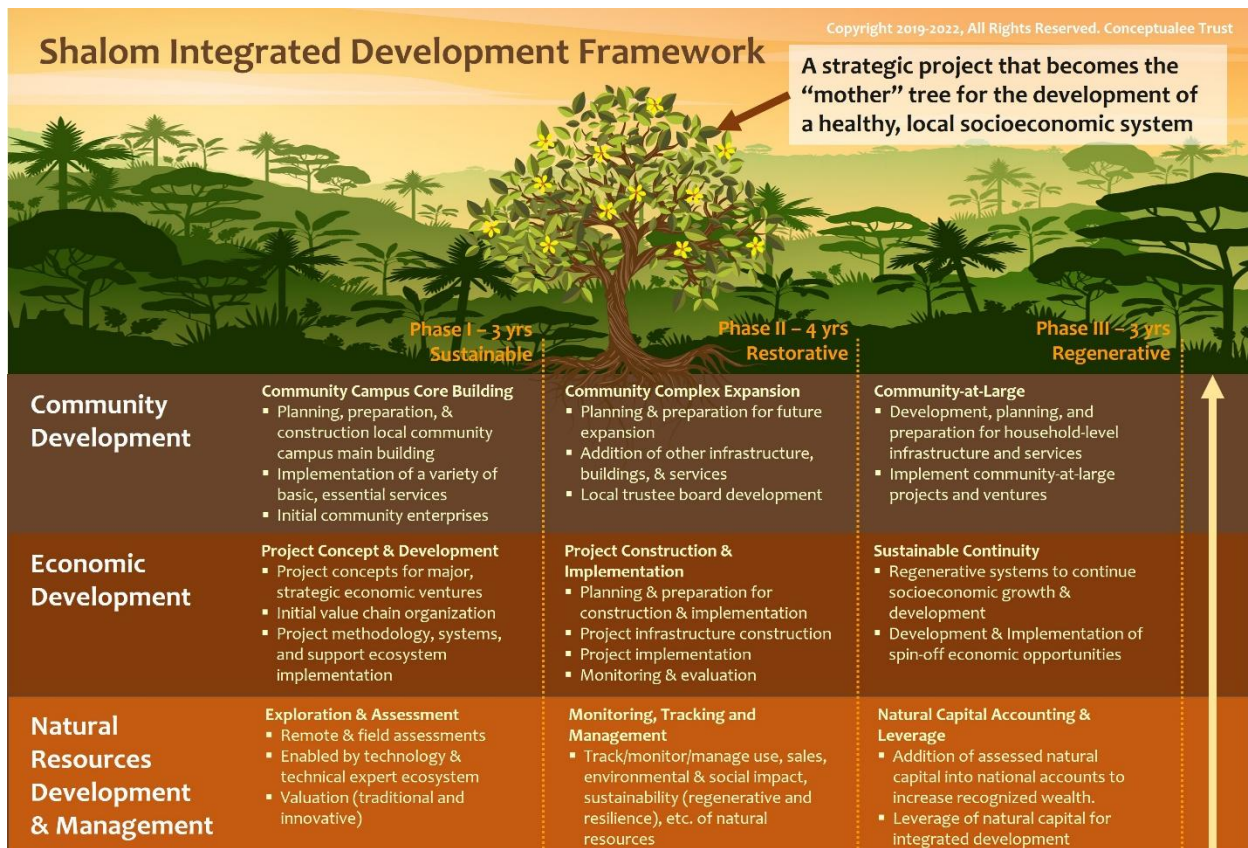 Copyright 2019-2022, All Rights Reserved. Conceptualee Trust
Shalom Integrated Development Framework
A strategic project that becomes the
“mother” tree for the development of
a healthy, local socioeconomic system
Phase I – 3 yrs
Sustainable
Phase II – 4 yrs
Restorative
Phase III – 3 yrs
Regenerative
Community
Development
Community Campus Core Building
▪ Planning, preparation, &
construction local community
campus main building
▪ Implementation of a variety of
basic, essential services
▪ Initial community enterprises
Community Complex Expansion
▪ Planning & preparation for future
expansion
▪ Addition of other infrastructure,
buildings, & services
▪ Local trustee board development
Community-at-Large
▪ Development, planning, and
preparation for household-level
infrastructure and services
▪ Implement community-at-large
projects and ventures
Economic
Development
Project Concept & Development
▪ Project concepts for major,
strategic economic ventures
▪ Initial value chain organization
▪ Project methodology, systems,
and support ecosystem
implementation
Project Construction &
Implementation
▪ Planning & preparation for
construction & implementation
▪ Project infrastructure construction
▪ Project implementation
▪ Monitoring & evaluation
Sustainable Continuity
▪ Regenerative systems to continue
socioeconomic growth &
development
▪ Development & Implementation of
spin-off economic opportunities
Natural
Resources
Development
& Management
Exploration & Assessment
▪ Remote & field assessments
▪ Enabled by technology &
technical expert ecosystem
▪ Valuation (traditional and
innovative)
Monitoring, Tracking and
Management
▪ Track/monitor/manage use, sales,
environmental & social impact,
sustainability (regenerative and
resilience), etc. of natural
resources
Natural Capital Accounting &
Leverage
▪ Addition of assessed natural
capital into national accounts to
increase recognized wealth.
▪ Leverage of natural capital for
integrated development